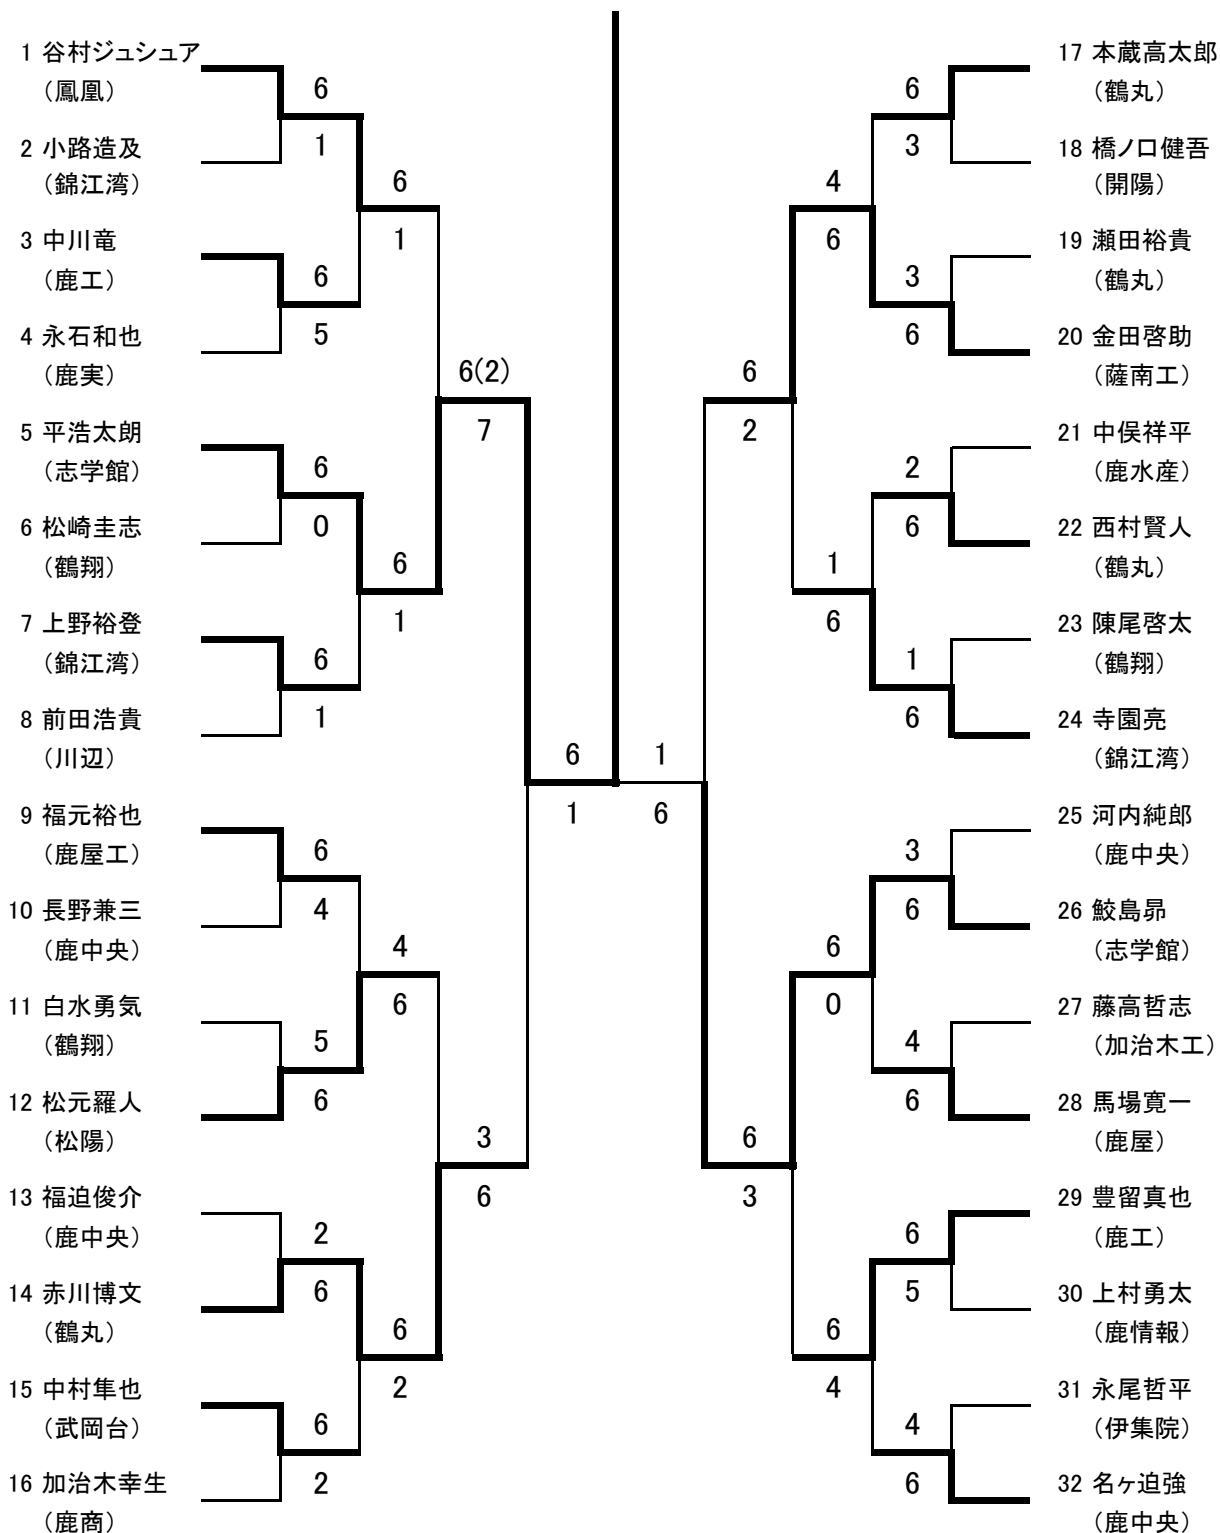 1 谷村ジュシュア
（鳳凰）
6
1
2 小路造及
（錦江湾）
6
1
3 中川竜
（鹿工）
6
5
4 永石和也
（鹿実）
6(2)
7
5 平浩太朗
（志学館）
6
0
6 松崎圭志
（鶴翔）
6
1
7 上野裕登
（錦江湾）
6
1
8 前田浩貴
（川辺）
6
1
9 福元裕也
（鹿屋工）
6
4
10 長野兼三
（鹿中央）
4
6
11 白水勇気
（鶴翔）
5
6
12 松元羅人
（松陽）
3
6
13 福迫俊介
（鹿中央）
2
6
14 赤川博文
（鶴丸）
6
2
15 中村隼也
（武岡台）
6
2
16 加治木幸生
（鹿商）
17 本蔵高太郎
（鶴丸）
6
3
18 橋ノ口健吾
（開陽）
4
6
19 瀬田裕貴
（鶴丸）
3
6
20 金田啓助
（薩南工）
6
2
21 中俣祥平
（鹿水産）
2
6
22 西村賢人
（鶴丸）
1
6
23 陳尾啓太
（鶴翔）
1
6
24 寺園亮
（錦江湾）
1
6
25 河内純郎
（鹿中央）
3
6
26 鮫島昂
（志学館）
6
0
27 藤高哲志
（加治木工）
4
6
28 馬場寛一
（鹿屋）
6
3
29 豊留真也
（鹿工）
6
5
30 上村勇太
（鹿情報）
6
4
31 永尾哲平
（伊集院）
4
6
32 名ヶ迫強
（鹿中央）